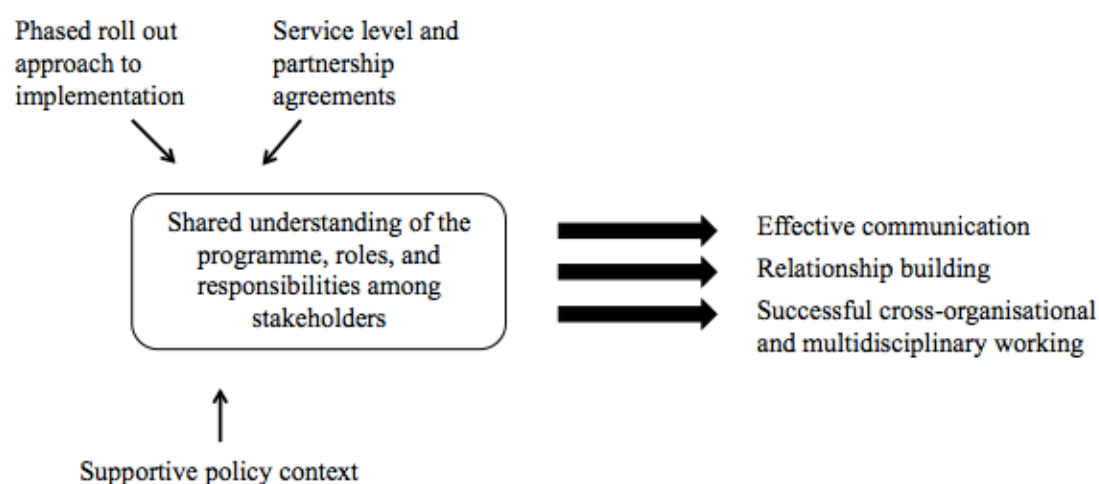 Phased roll out
approach to
implementation
Service level and
partnership
agreements
Shared understanding of the
programme, roles, and
responsibilities among
stakeholders
Effective communication
Relationship building
Successful cross-organisational
and multidisciplinary working
Supportive policy context